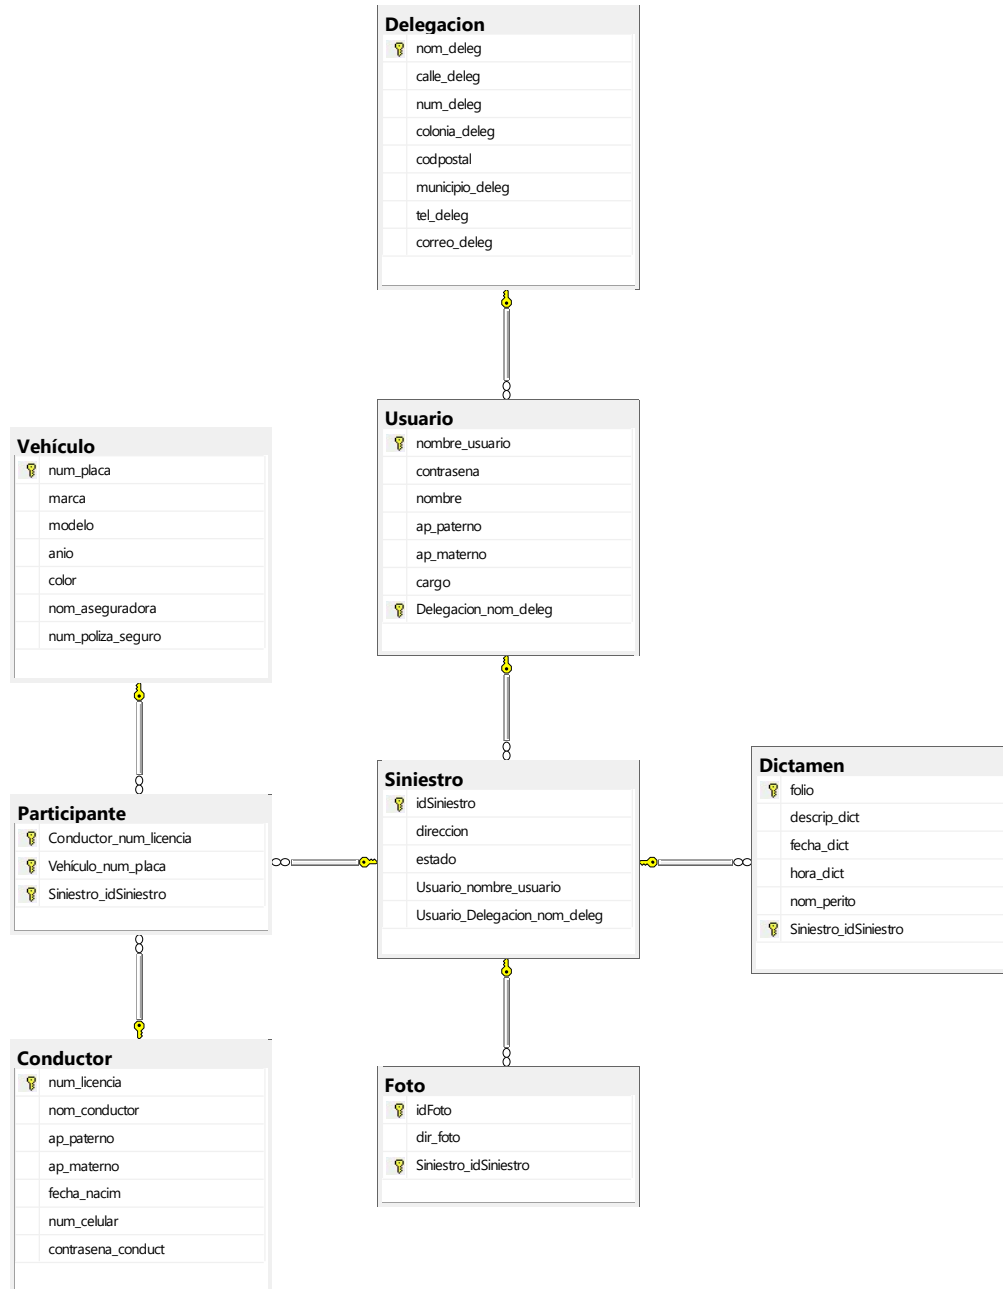 Delegacion
nom_deleg
calle_deleg
num_deleg
colonia_deleg
codpostal
municipio_deleg
tel_deleg
correo_deleg
Usuario
nombre_usuario
contrasena
nombre
ap_paterno
ap_materno
cargo
Delegacion_nom_deleg
Vehículo
num_placa
marca
modelo
anio
color
nom_aseguradora
num_poliza_seguro
Siniestro
idSiniestro
direccion
estado
Usuario_nombre_usuario
Usuario_Delegacion_nom_deleg
Dictamen
folio
descrip_dict
fecha_dict
hora_dict
nom_perito
Siniestro_idSiniestro
Participante
Conductor_num_licencia
Vehículo_num_placa
Siniestro_idSiniestro
Conductor
num_licencia
nom_conductor
ap_paterno
ap_materno
fecha_nacim
num_celular
contrasena_conduct
Foto
idFoto
dir_foto
Siniestro_idSiniestro